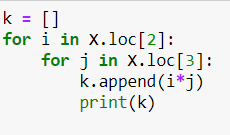 k = []
for i in X.loc[2]:
    for j in X.loc[3]:
        k.append(i*j)
        print(k)